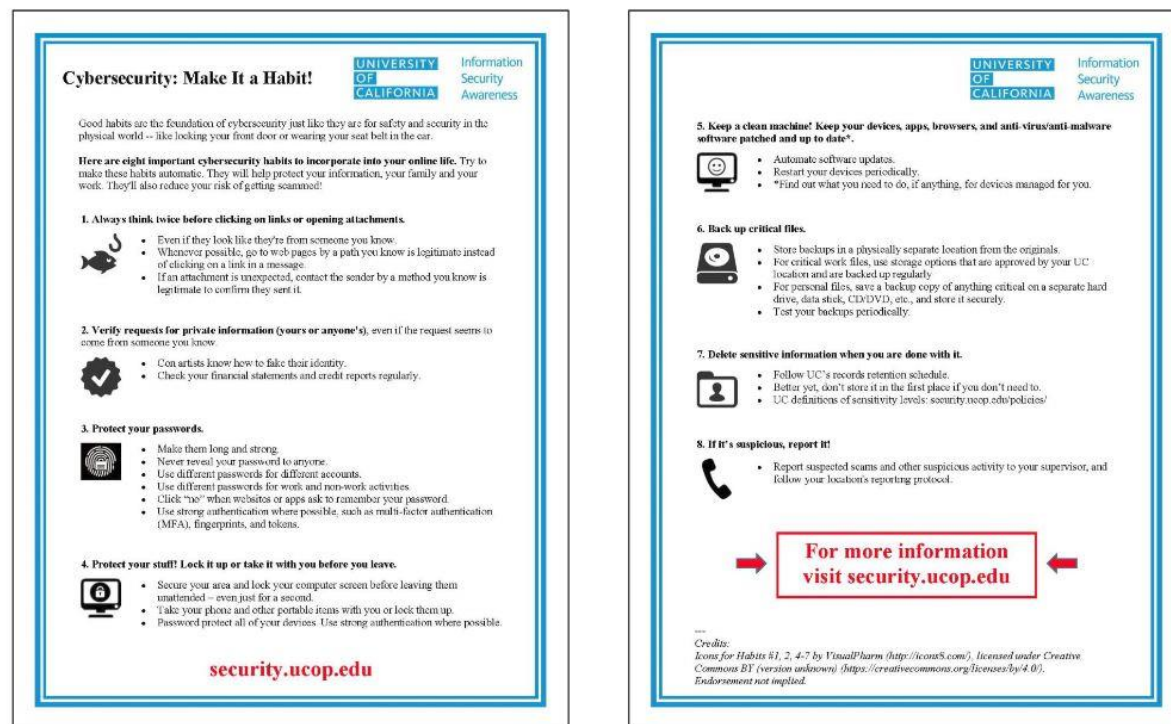 Cybersecurity: Make It a Habit!
UNIVERSITY
OF
CALIFORNIA
Information
Security
Awareness
Good habits are the foundation of cybersecurity just like they are for safety and security in the
physical world -- like locking your front door or wearing your seat belt in the car.
Here are eight important cybersecurity habits to incorporate into your online life. Try to
make these habits automatic. They will help protect your information, your family and your
work. They'll also reduce your risk of getting scammed!
1. Always think twice before clicking on links or opening attachments.
• Even if they look like they're from someone you know.
• Whenever possible, go to web pages by a path you know is legitimate instead
of clicking on a link in a message.
• If an attachment is unexpected, contact the sender by a method you know is
legitimate to confirm they sent it.
2. Verify requests for private information (yours or anyone's), even if the request seems to
come from someone you know.
• Con artists know how to fake their identity.
• Check your financial statements and credit reports regularly.
3. Protect your passwords.
• Make them long and strong.
• Never reveal your password to anyone.
• Use different passwords for different accounts.
• Use different passwords for work and non-work activities.
• Click “no” when websites or apps ask to remember your password.
• Use strong authentication where possible, such as multi-factor authentication
(MFA), fingerprints, and tokens.
4. Protect your stuff! Lock it up or take it with you before you leave.
• Secure your area and lock your computer screen before leaving them
unattended – even just for a second.
• Take your phone and other portable items with you or lock them up.
• Password protect all of your devices. Use strong authentication where possible.
security.ucop.edu
UNIVERSITY
OF
CALIFORNIA
Information
Security
Awareness
5. Keep a clean machine! Keep your devices, apps, browsers, and anti-virus/anti-malware
software patched and up to date*.
• Automate software updates.
• Restart your devices periodically.
• *Find out what you need to do, if anything, for devices managed for you.
6. Back up critical files.
• Store backups in a physically separate location from the originals.
• For critical work files, use storage options that are approved by your UC
location and are backed up regularly
• For personal files, save a backup copy of anything critical on a separate hard
drive, data stick, CD/DVD, etc., and store it securely.
• Test your backups periodically.
7. Delete sensitive information when you are done with it.
• Follow UC’s records retention schedule.
• Better yet, don’t store it in the first place if you don’t need to.
• UC definitions of sensitivity levels: security.ucop.edu/policies/
8. If it's suspicious, report it!
• Report suspected scams and other suspicious activity to your supervisor, and
follow your location's reporting protocol.
For more information
visit security.ucop.edu
---
Credits:
Icons for Habits #1, 2, 4-7 by VisualPharm (http://icons8.com/), licensed under Creative
Commons BY (version unknown) (https://creativecommons.org/licenses/by/4.0/).
Endorsement not implied.